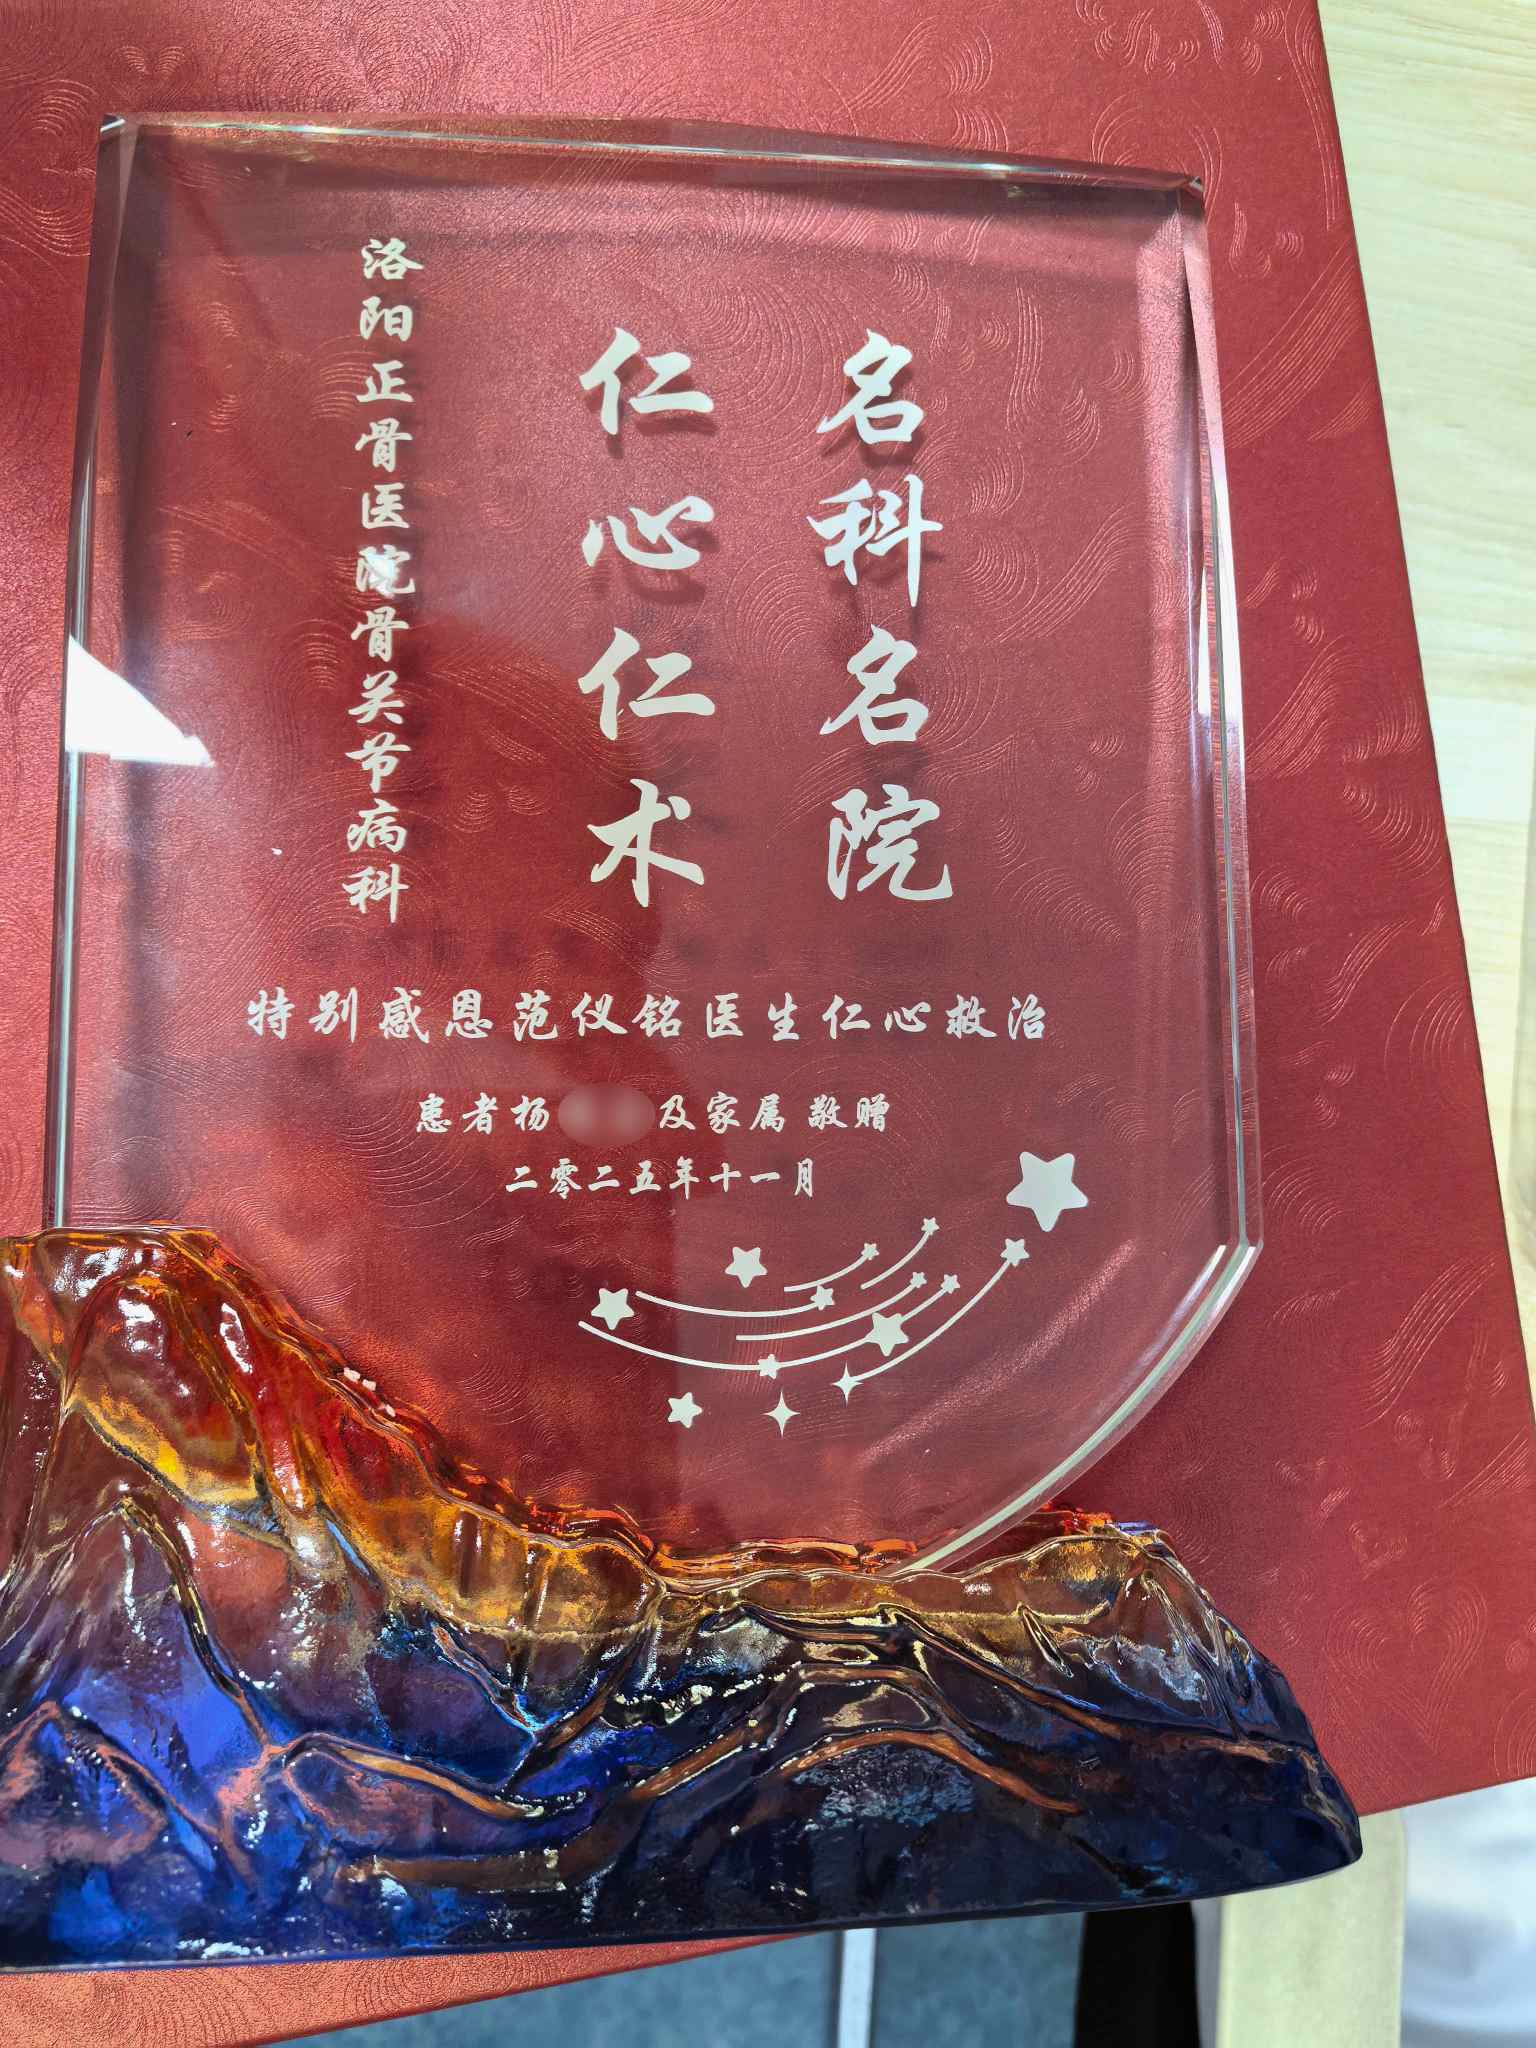 名科名院
仁心仁术
洛阳正骨医院骨关节病科
特别感恩范仪铭医生仁心救治
患者杨 及家属敬赠
二零二五年十一月